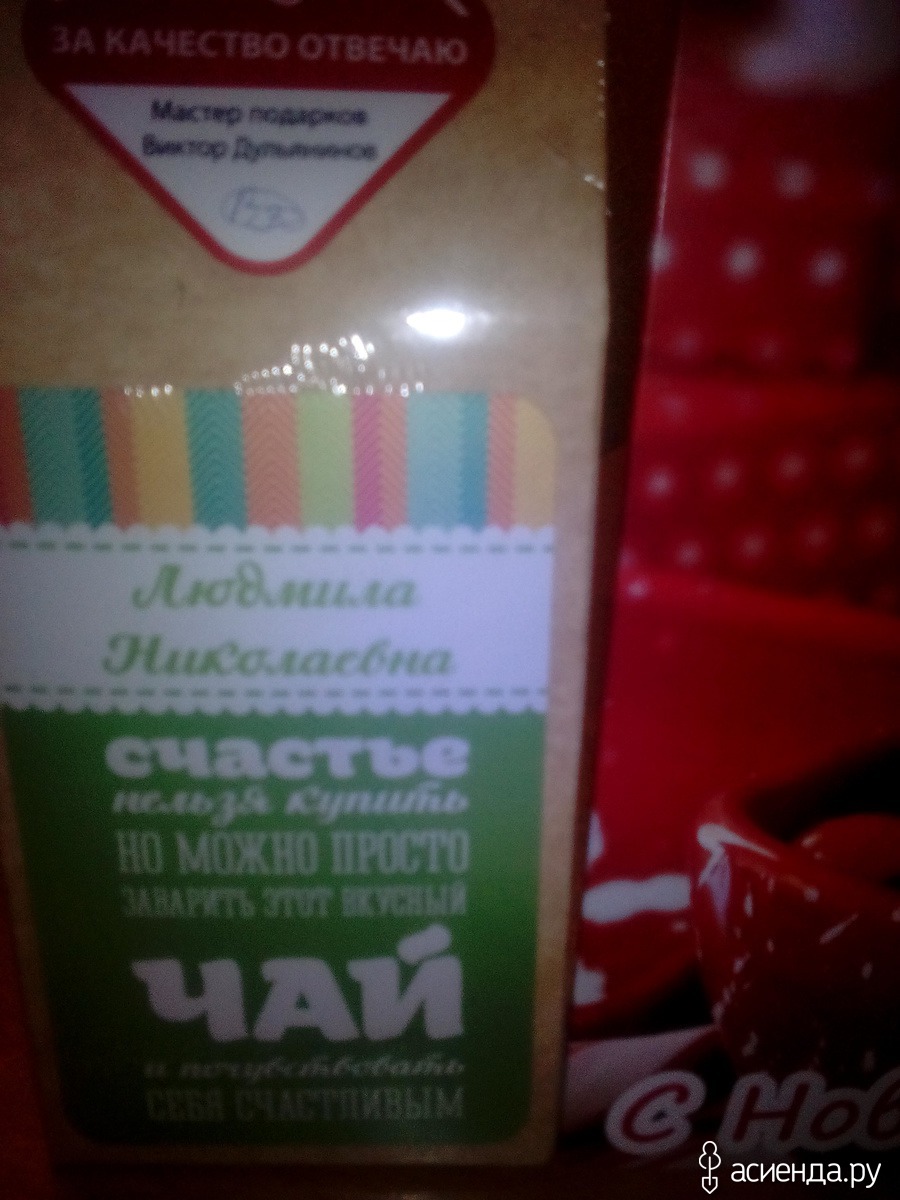 ЗА КАЧЕСТВО ОТВЕЧАЮ
Мастер подарков
Виктор Дульянинов
Людмила
Николаевна
счастье
нельзя купить
НО МОЖНО ПРОСТО
ЗАВАРИТЬ ЭТОТ ВКУСНЫЙ
ЧАЙ
и почувствовать
СЕБЯ СЧАСТЛИВЫМ
С Нов
асиенда.ру